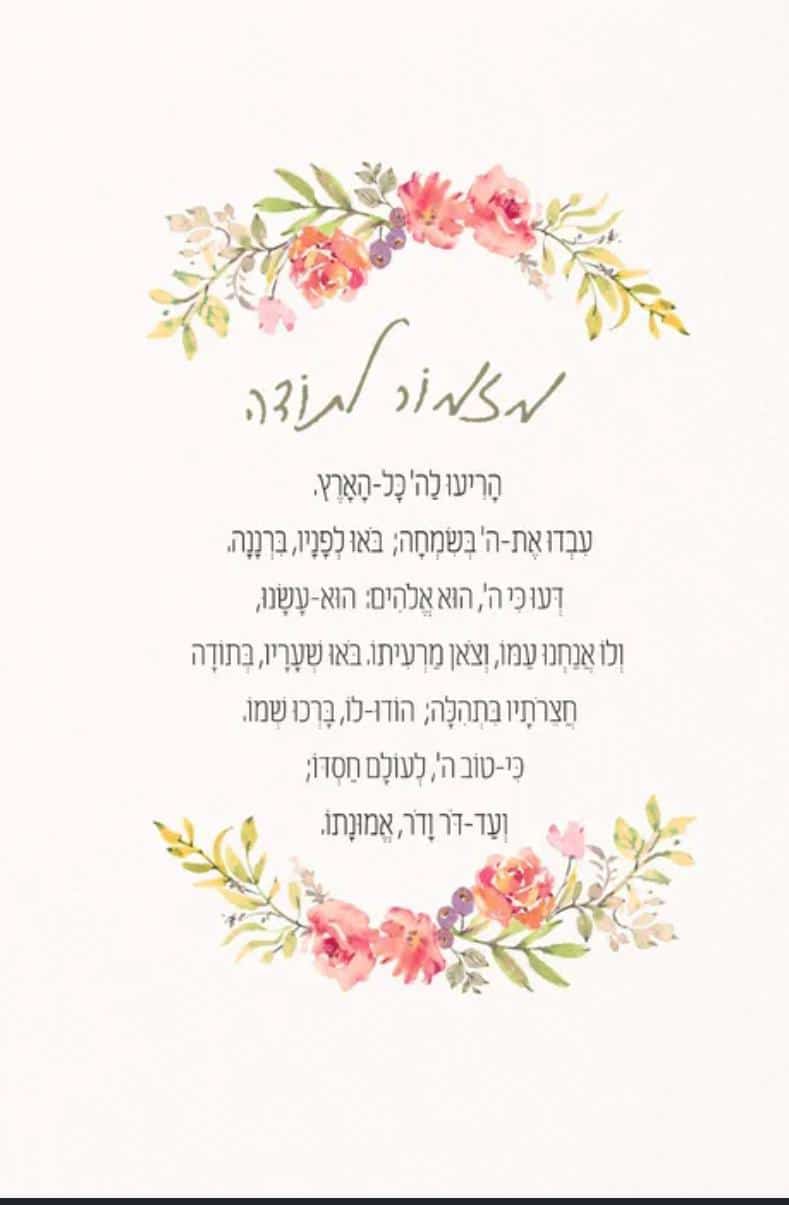 מזמור לתודה
הָרִיעוּ לַה' כָּל-הָאָרֶץ.
עִבְדוּ אֶת-ה' בְּשִׂמְחָה; בֹּאוּ לְפָנָיו, בִּרְנָנָה.
דְּעוּ כִּי ה', הוּא אֱלֹהִים: הוּא-עָשָׂנוּ,
וְלוֹ אֲנַחְנוּ עַמּוֹ, וְצֹאן מַרְעִיתוֹ. בֹּאוּ שְׁעָרָיו, בְּתוֹדָה
חֲצֵרֹתָיו בִּתְהִלָּה; הוֹדוּ-לוֹ, בָּרְכוּ שְׁמוֹ.
כִּי-טוֹב ה', לְעוֹלָם חַסְדּוֹ;
וְעַד-דֹּר וָדֹר, אֱמוּנָתוֹ.